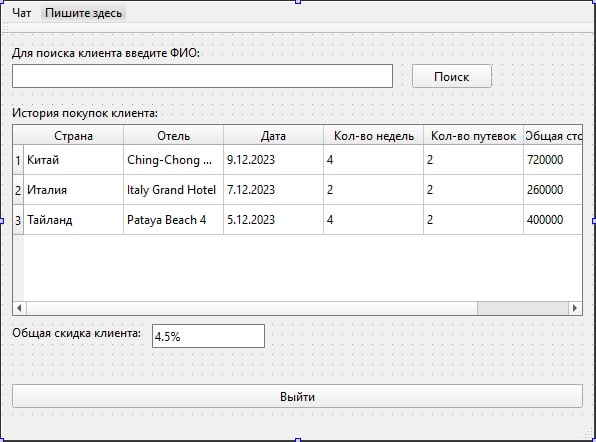 Чат Пишите здесь
Для поиска клиента введите ФИО:
Поиск
История покупок клиента:
Страна Отель Дата Кол-во недель Кол-во путевок Общая сто
1 Китай Ching-Chong ... 9.12.2023 4 2 720000
2 Италия Italy Grand Hotel 7.12.2023 2 2 260000
3 Тайланд Pataya Beach 4 5.12.2023 4 2 400000
Общая скидка клиента: 4.5%
Выйти